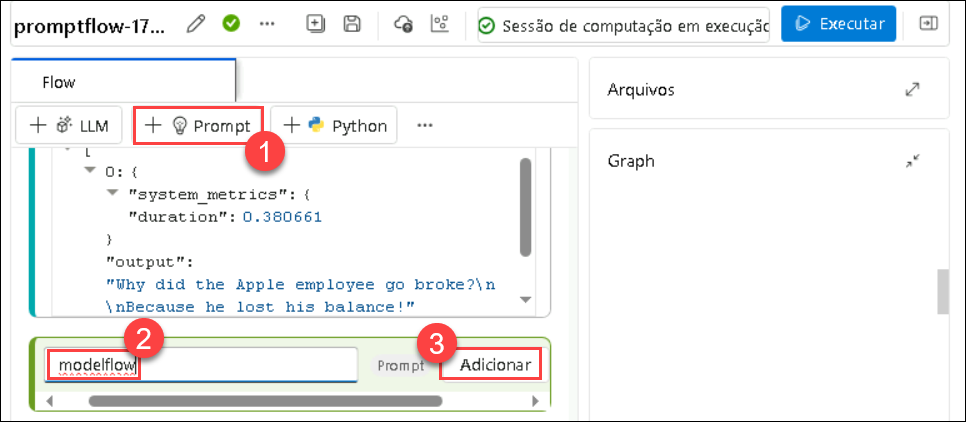 promptflow-17... ... Sessão de computação em execução Executar
Flow
Arquivos
+ LLM + Prompt + Python ...
1
Graph
[
0: {
"system_metrics": {
"duration": 0.380661
}
"output":
"Why did the Apple employee go broke?\n
\nBecause he lost his balance!"
2
3
modelflow Prompt Adicionar